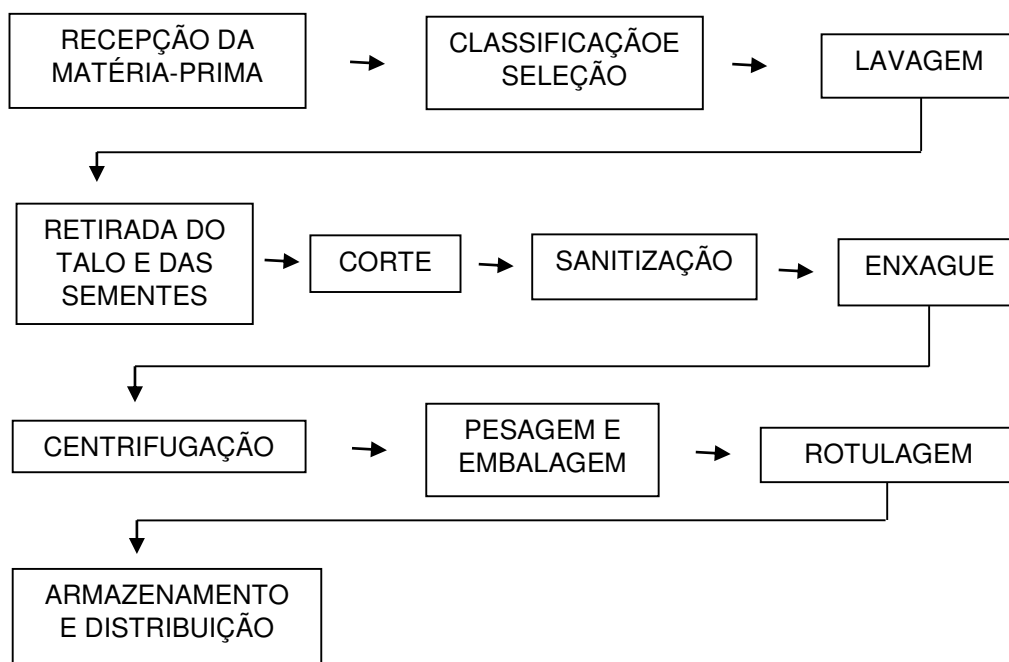 RECEPÇÃO DA
MATÉRIA-PRIMA
CLASSIFICAÇÃOE
SELEÇÃO
LAVAGEM
RETIRADA DO
TALO E DAS
SEMENTES
CORTE
SANITIZAÇÃO
ENXAGUE
CENTRIFUGAÇÃO
PESAGEM E
EMBALAGEM
ROTULAGEM
ARMAZENAMENTO
E DISTRIBUIÇÃO